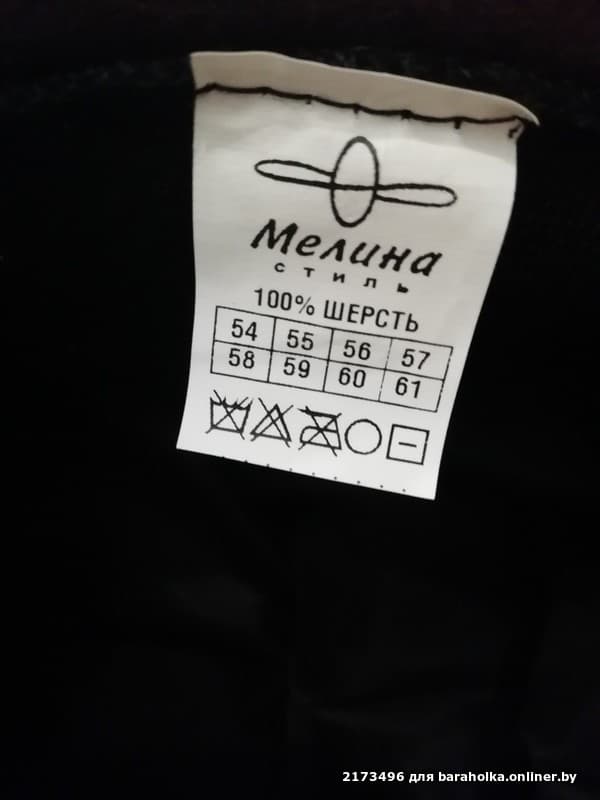 Мелина
стиль
100% ШЕРСТЬ
54 55 56 57
58 59 60 61
2173496 для baraholka.onliner.by